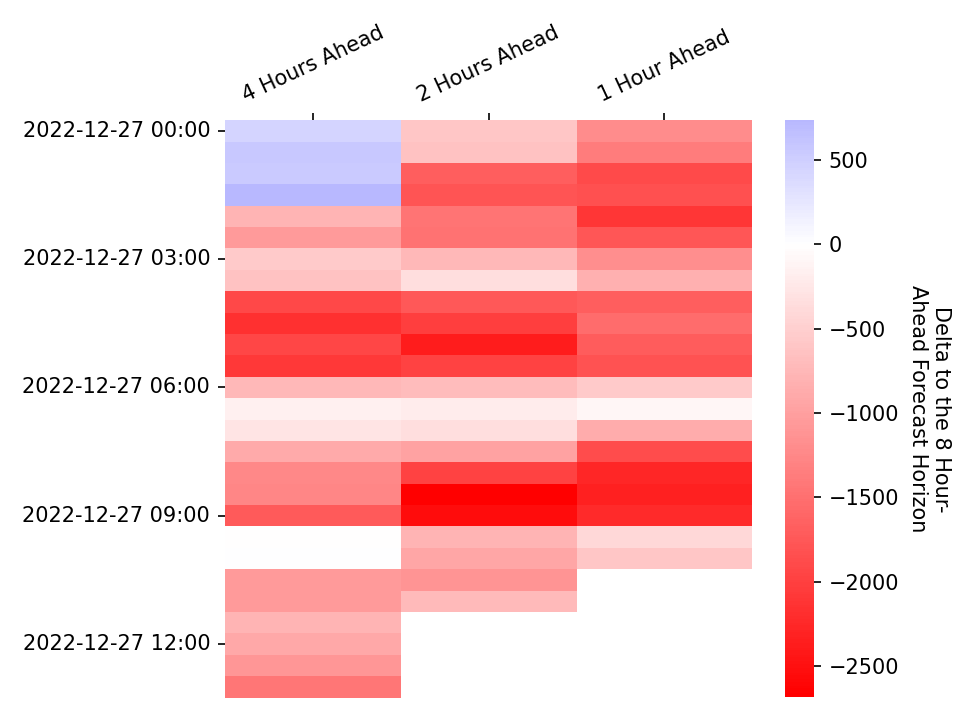 4 Hours Ahead
2 Hours Ahead
1 Hour Ahead
2022-12-27 00:00
2022-12-27 03:00
2022-12-27 06:00
2022-12-27 09:00
2022-12-27 12:00
500
0
−500
−1000
−1500
−2000
−2500
Delta to the 8 Hour-
Ahead Forecast Horizon